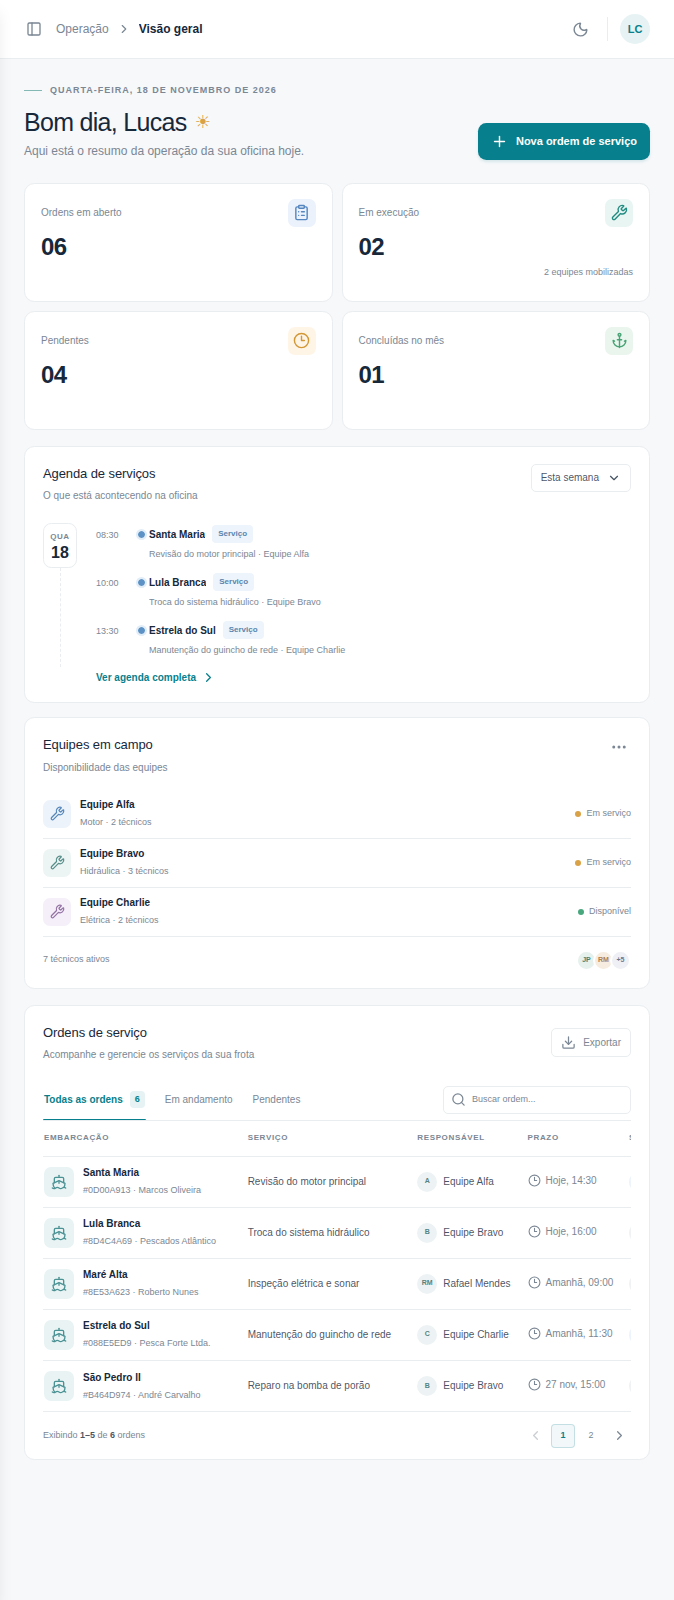 Operação
Visão geral
LC
QUARTA-FEIRA, 18 DE NOVEMBRO DE 2026
Bom dia, Lucas
Aqui está o resumo da operação da sua oficina hoje.
Nova ordem de serviço
Ordens em aberto
06
Em execução
02
2 equipes mobilizadas
Pendentes
04
Concluídas no mês
01
Agenda de serviços
O que está acontecendo na oficina
Esta semana
QUA
18
08:30 Santa Maria Serviço
Revisão do motor principal · Equipe Alfa
10:00 Lula Branca Serviço
Troca do sistema hidráulico · Equipe Bravo
13:30 Estrela do Sul Serviço
Manutenção do guincho de rede · Equipe Charlie
Ver agenda completa
Equipes em campo
Disponibilidade das equipes
Equipe Alfa
Motor · 2 técnicos
Em serviço
Equipe Bravo
Hidráulica · 3 técnicos
Em serviço
Equipe Charlie
Elétrica · 2 técnicos
Disponível
7 técnicos ativos
JP RM +5
Ordens de serviço
Acompanhe e gerencie os serviços da sua frota
Exportar
Todas as ordens 6 Em andamento Pendentes
Buscar ordem...
EMBARCAÇÃO SERVIÇO RESPONSÁVEL PRAZO
Santa Maria
#0D00A913 · Marcos Oliveira
Revisão do motor principal
A Equipe Alfa
Hoje, 14:30
Lula Branca
#8D4C4A69 · Pescados Atlântico
Troca do sistema hidráulico
B Equipe Bravo
Hoje, 16:00
Maré Alta
#8E53A623 · Roberto Nunes
Inspeção elétrica e sonar
RM Rafael Mendes
Amanhã, 09:00
Estrela do Sul
#088E5ED9 · Pesca Forte Ltda.
Manutenção do guincho de rede
C Equipe Charlie
Amanhã, 11:30
São Pedro II
#B464D974 · André Carvalho
Reparo na bomba de porão
B Equipe Bravo
27 nov, 15:00
Exibindo 1–5 de 6 ordens
1 2